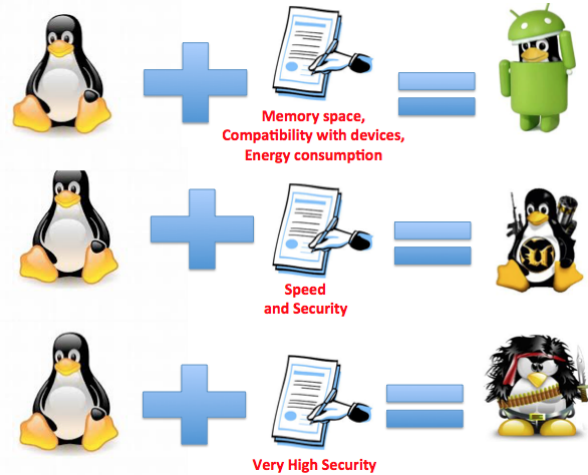 Memory space,
Compatibility with devices,
Energy consumption
Speed
and Security
u
Very High Security